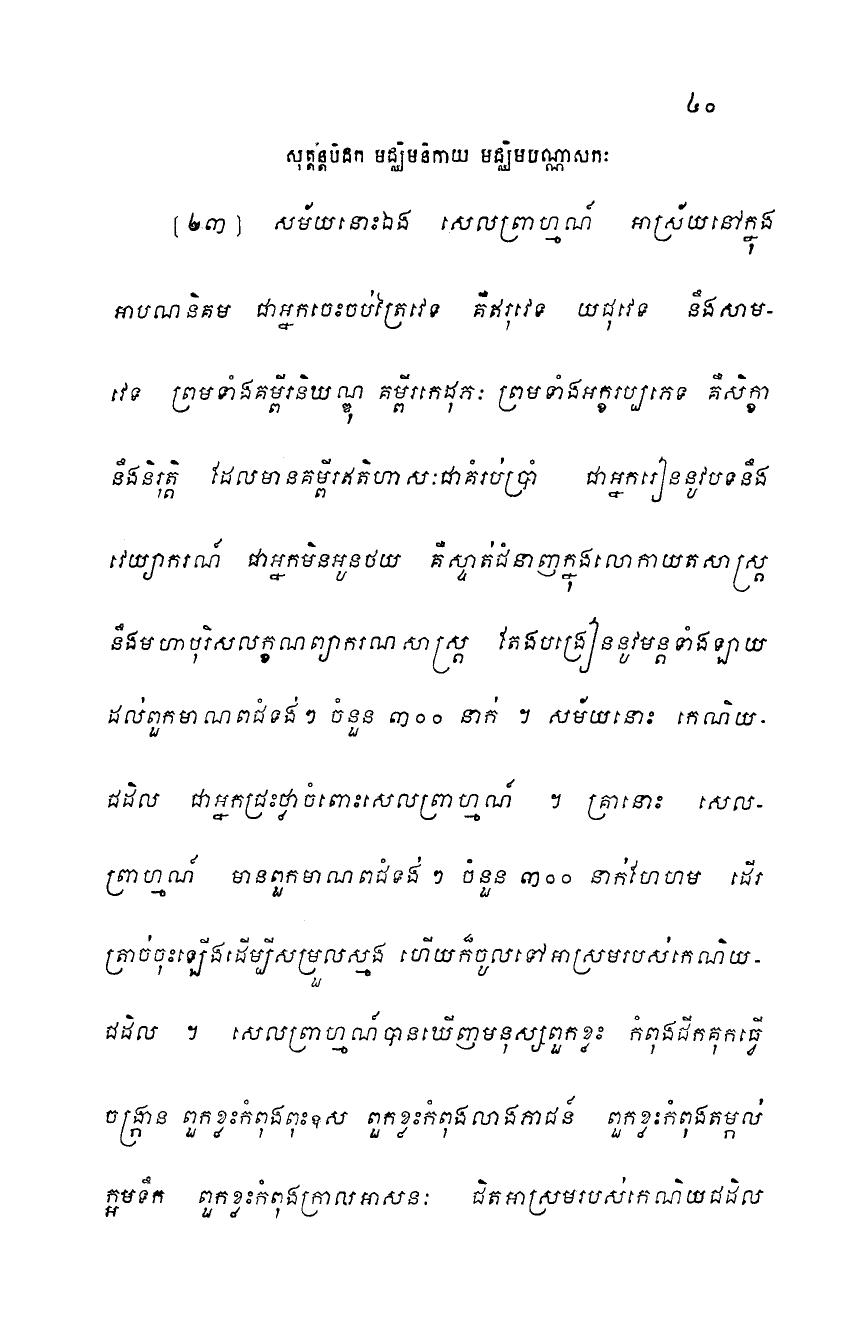 ៤០
សុត្តន្តបិដក មជ្ឈិមនិកាយ មជ្ឈិមបណ្ណាសកៈ
(២៣) សម័យនោះឯង សេលព្រាហ្មណ៍ អាស្រ័យនៅក្នុង
អាបណនិគម ជាអ្នកចេះចប់ត្រៃវេទ គឺឥរុវេទ យជុវេទ នឹងសាម-
វេទ ព្រមទាំងគម្ពីរនិឃណ្ឌុ គម្ពីរកេដុភៈ ព្រមទាំងអក្ខរប្បភេទ គឺសិក្ខា
នឹងនិរុត្តិ ដែលមានគម្ពីរឥតិហាសៈជាគំរប់ប្រាំ ជាអ្នករៀននូវបទនឹង
វេយ្យាករណ៍ ជាអ្នកមិនអូនថយ គឺស្ទាត់ជំនាញក្នុងលោកាយតសាស្ត្រ
នឹងមហាបុរិសលក្ខណព្យាករណសាស្ត្រ តែងបង្រៀននូវមន្តទាំងឡាយ
ដល់ពួកមាណពជំទង់ៗ ចំនួន ៣០០ នាក់ ។ សម័យនោះ កេណិយ-
ជដិល ជាអ្នកជ្រះថ្លាចំពោះសេលព្រាហ្មណ៍ ។ គ្រានោះ សេល-
ព្រាហ្មណ៍ មានពួកមាណពជំទង់ៗ ចំនួន ៣០០ នាក់ហែហម ដើរ
ត្រាច់ចុះឡើងដើម្បីសម្រួលស្មង ហើយក៏ចូលទៅអាស្រមរបស់កេណិយ-
ជដិល ។ សេលព្រាហ្មណ៍បានឃើញមនុស្សពួកខ្លះ កំពុងជីកគុកធ្វើ
ចង្ក្រាន ពួកខ្លះកំពុងពុះឧស ពួកខ្លះកំពុងលាងភាជន៍ ពួកខ្លះកំពុងតម្កល់
ក្អមទឹក ពួកខ្លះកំពុងក្រាលអាសនៈ ជិតអាស្រមរបស់កេណិយជដិល